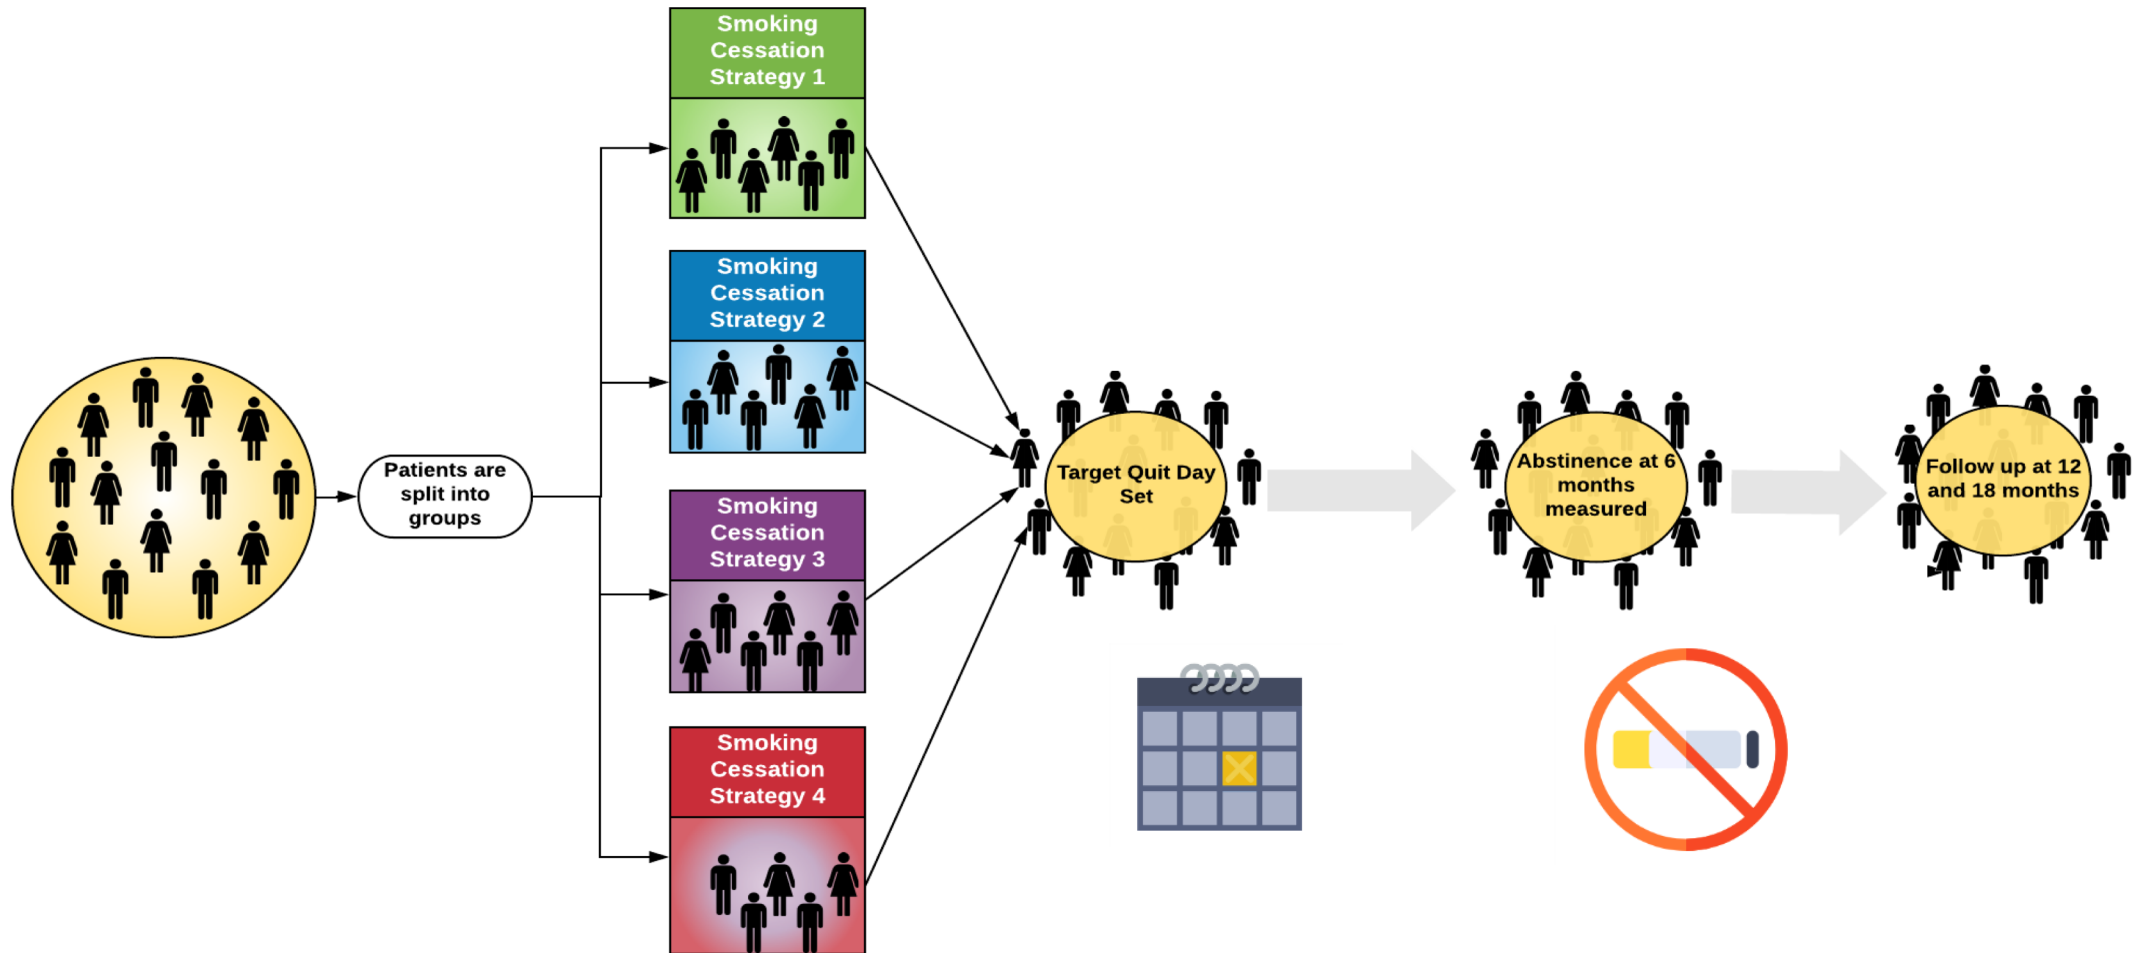 Smoking
Cessation
Strategy 1
Smoking
Cessation
Strategy 2
Smoking
Cessation
Strategy 3
Smoking
Cessation
Strategy 4
Patients are
split into
groups
Target Quit Day
Set
Abstinence at 6
months
measured
Follow up at 12
and 18 months